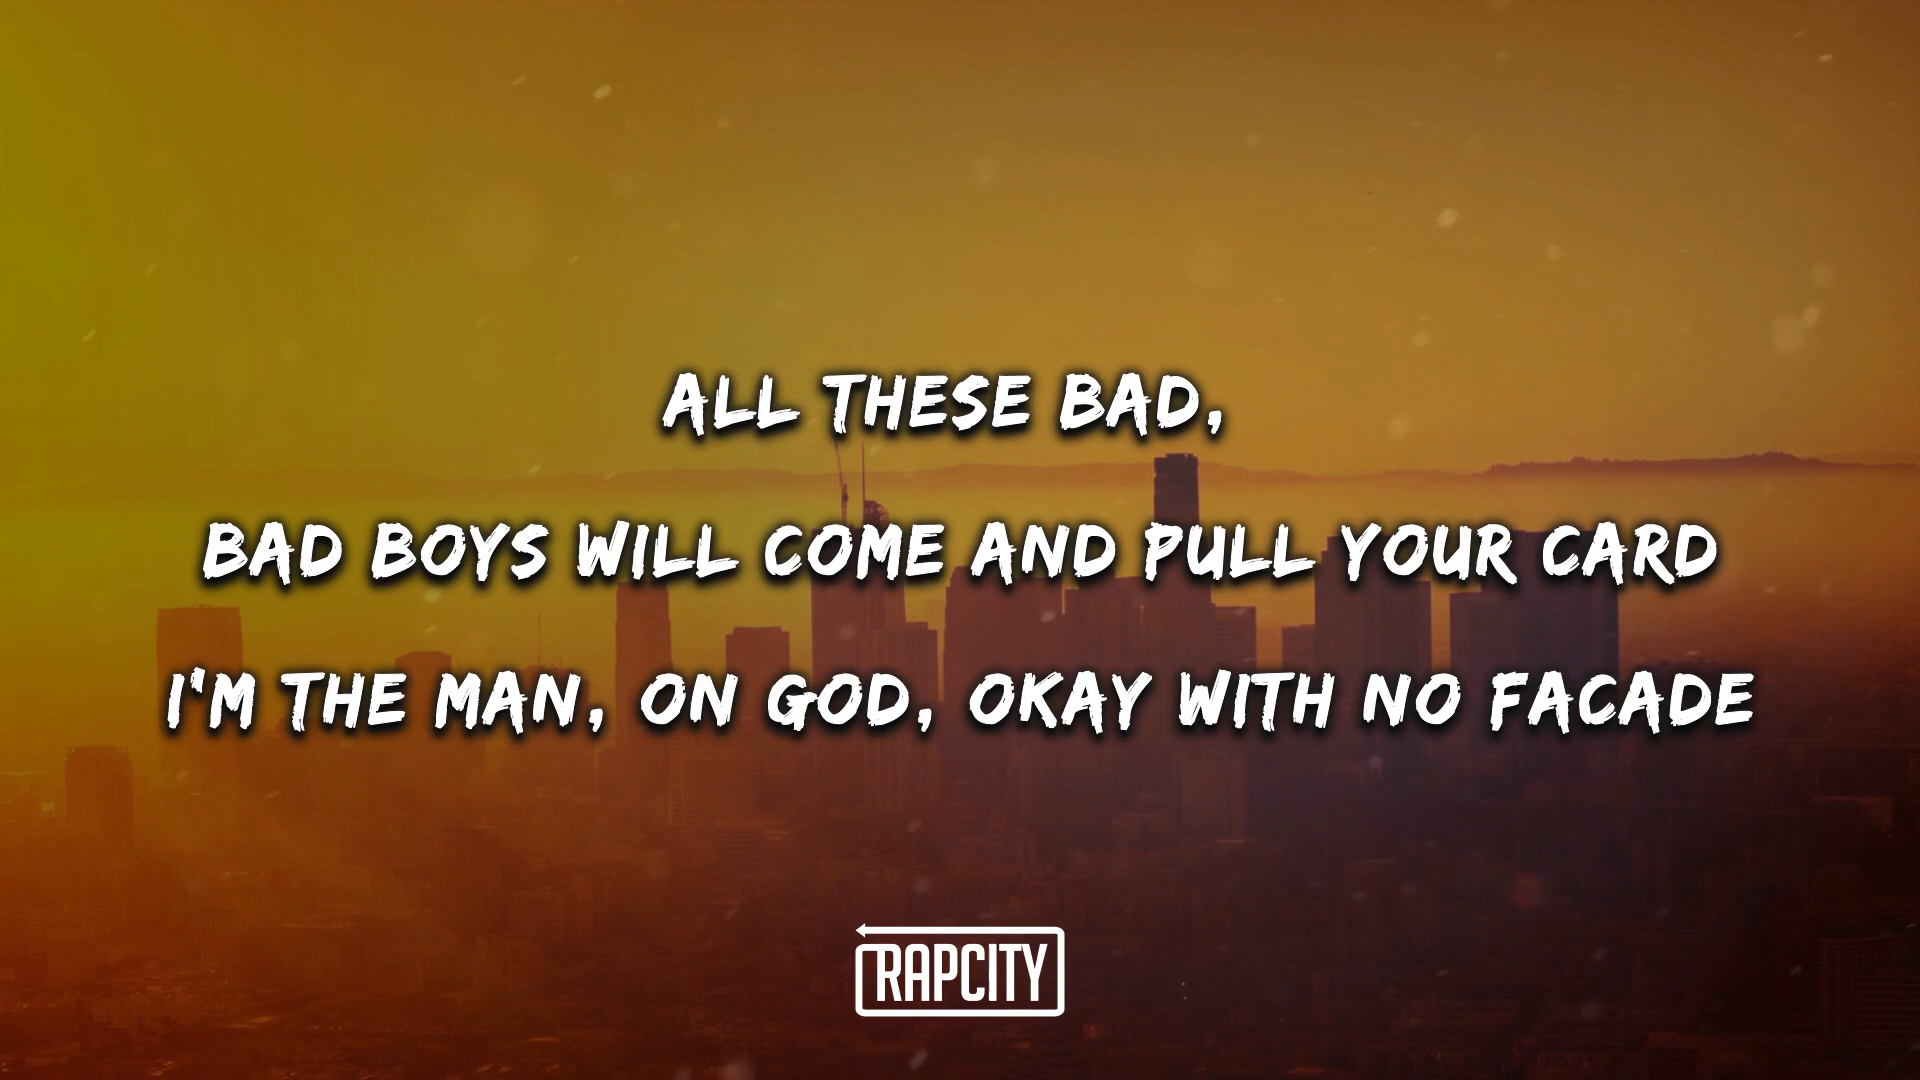 ALL THESE BAD,
BAD BOYS WILL COME AND PULL YOUR CARD
I'M THE MAN, ON GOD, OKAY WITH NO FACADE
RAPCITY